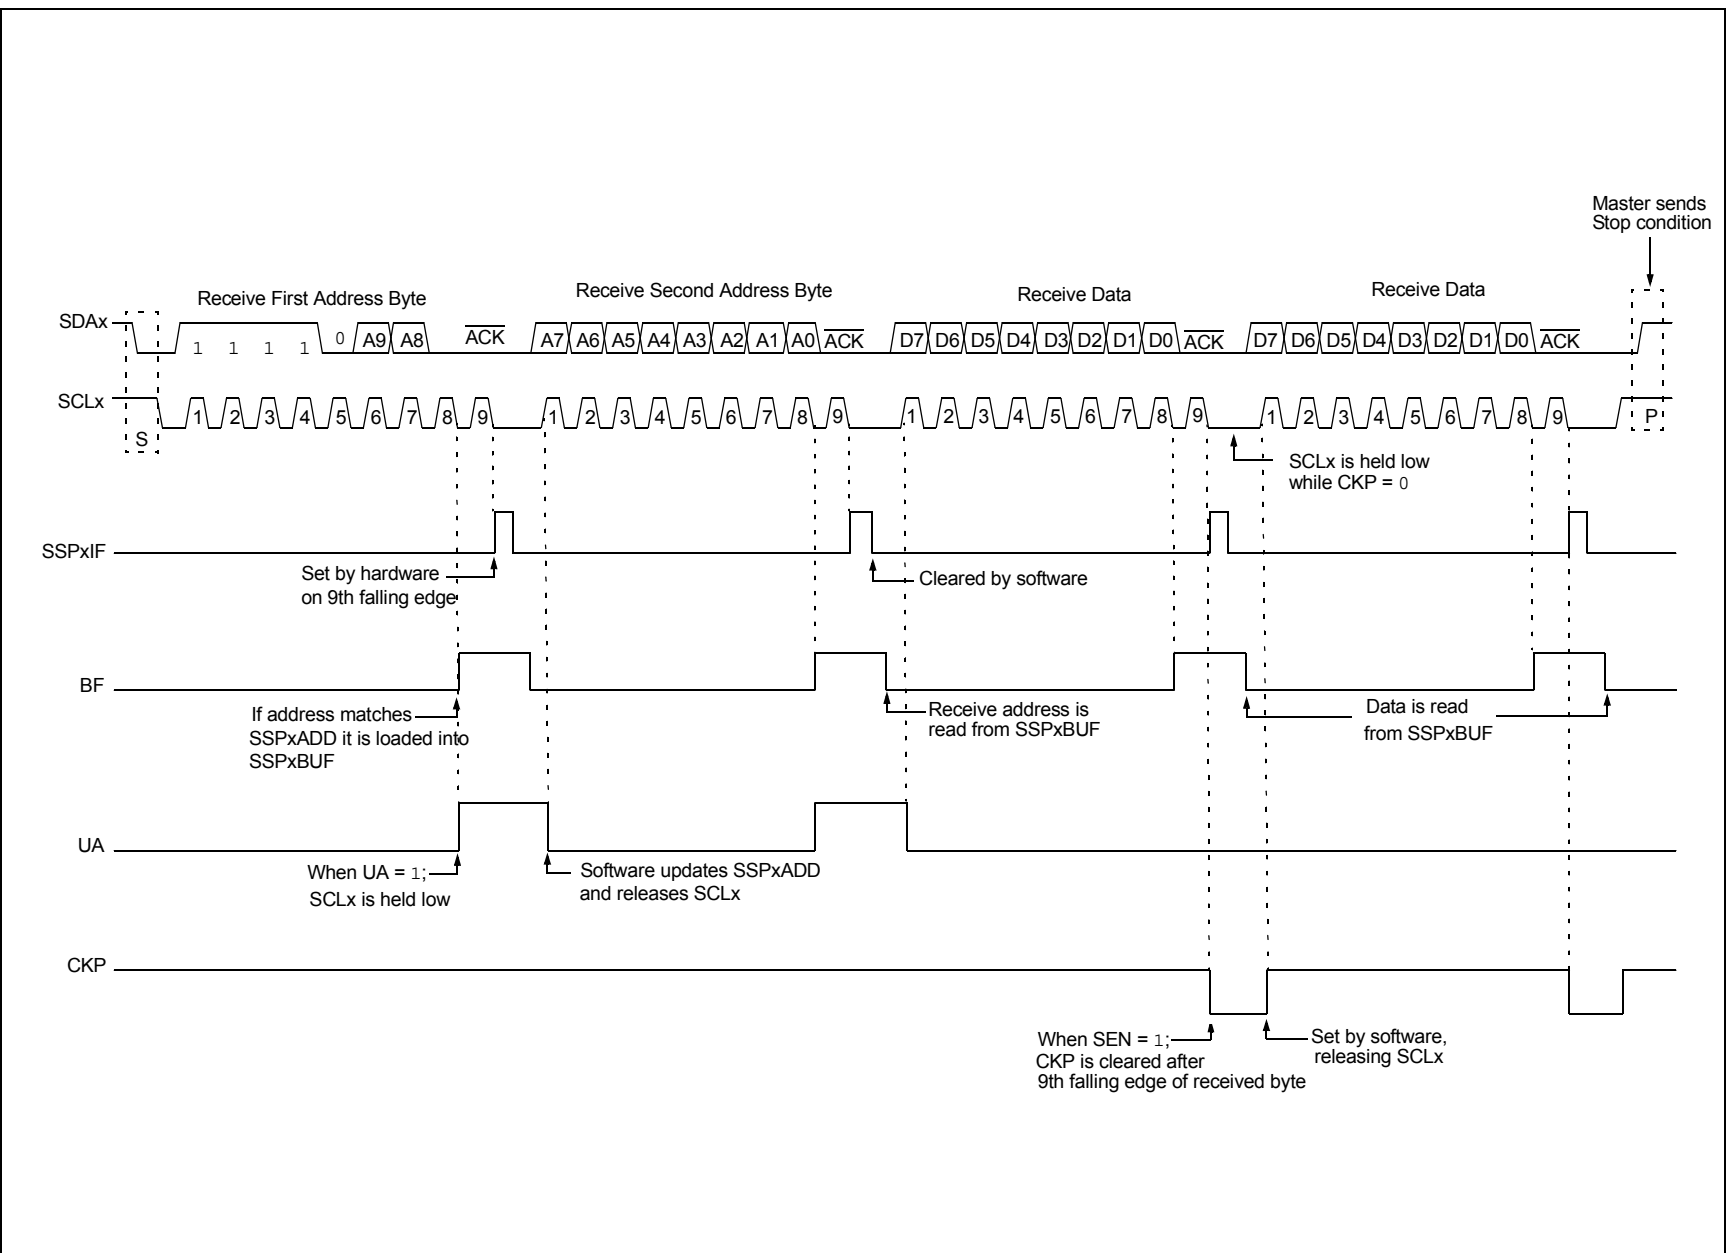 Master sends
Stop condition
Receive First Address Byte
Receive Second Address Byte
Receive Data
Receive Data
SDAx
1 1 1 1 0 A9 A8 ACK A7 A6 A5 A4 A3 A2 A1 A0 ACK D7 D6 D5 D4 D3 D2 D1 D0 ACK D7 D6 D5 D4 D3 D2 D1 D0 ACK
SCLx
S 1 2 3 4 5 6 7 8 9 1 2 3 4 5 6 7 8 9 1 2 3 4 5 6 7 8 9 1 2 3 4 5 6 7 8 9 P
SCLx is held low
while CKP = 0
SSPxIF
Set by hardware
on 9th falling edge
Cleared by software
BF
If address matches
SSPxADD it is loaded into
SSPxBUF
Receive address is
read from SSPxBUF
Data is read
from SSPxBUF
UA
When UA = 1;
SCLx is held low
Software updates SSPxADD
and releases SCLx
CKP
When SEN = 1;
CKP is cleared after
9th falling edge of received byte
Set by software,
releasing SCLx